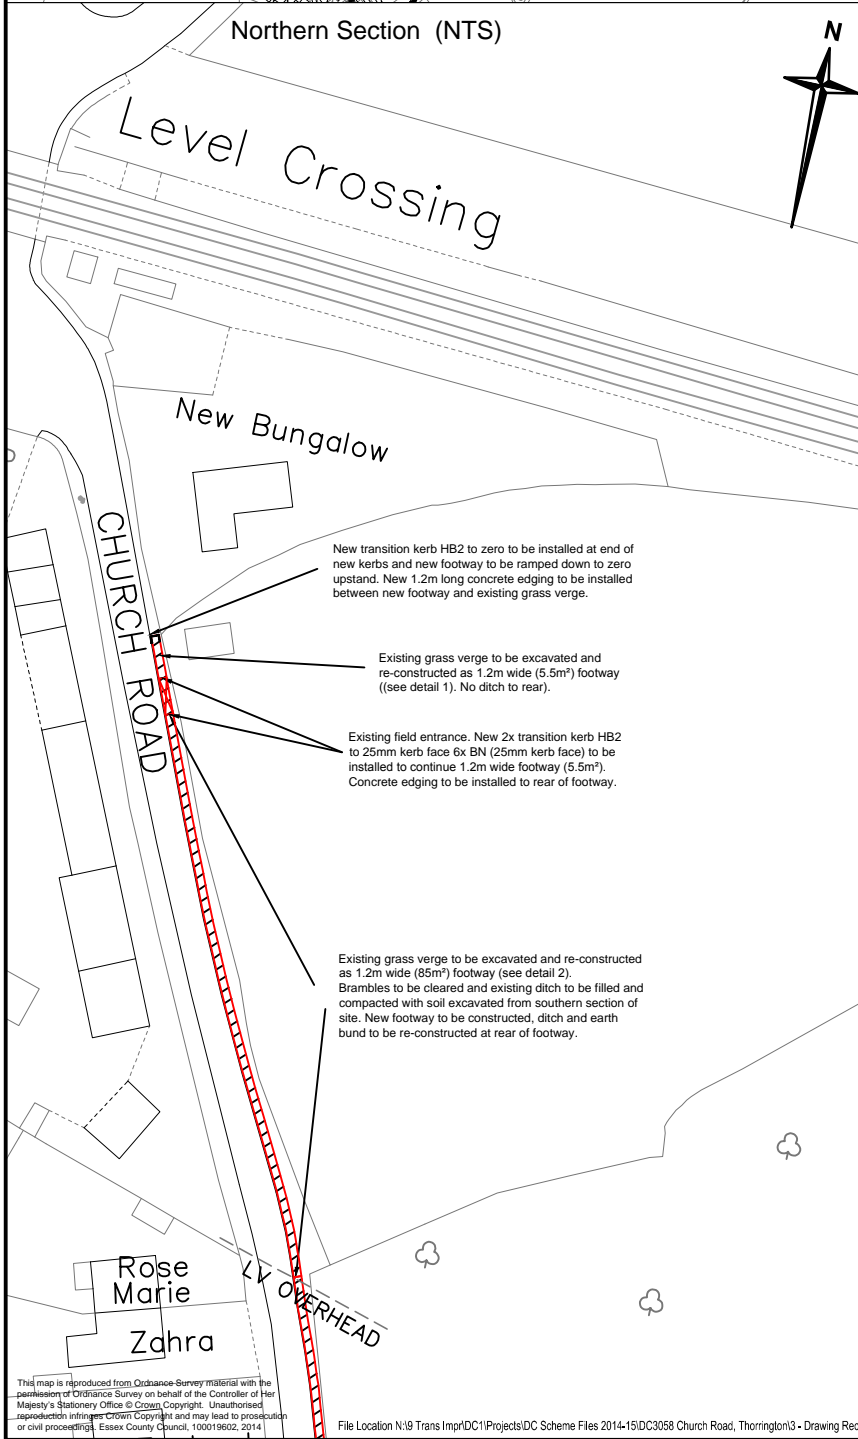 Northern Section (NTS)
N
Level Crossing
New Bungalow
CHURCH ROAD
New transition kerb HB2 to zero to be installed at end of
new kerbs and new footway to be ramped down to zero
upstand. New 1.2m long concrete edging to be installed
between new footway and existing grass verge.
Existing grass verge to be excavated and
re-constructed as 1.2m wide (5.5m²) footway
((see detail 1). No ditch to rear).
Existing field entrance. New 2x transition kerb HB2
to 25mm kerb face 6x BN (25mm kerb face) to be
installed to continue 1.2m wide footway (5.5m²).
Concrete edging to be installed to rear of footway.
Existing grass verge to be excavated and re-constructed
as 1.2m wide (85m²) footway (see detail 2).
Brambles to be cleared and existing ditch to be filled and
compacted with soil excavated from southern section of
site. New footway to be constructed, ditch and earth
bund to be re-constructed at rear of footway.
Rose
Marie
LV OVERHEAD
Zahra
This map is reproduced from Ordnance Survey material with the
permission of Ordnance Survey on behalf of the Controller of Her
Majesty's Stationery Office © Crown Copyright. Unauthorised
reproduction infringes Crown Copyright and may lead to prosecution
or civil proceedings. Essex County Council, 100019602, 2014
File Location N:\9 Trans Impr\DC1\Projects\DC Scheme Files 2014-15\DC3058 Church Road, Thorrington\3 - Drawing Rec